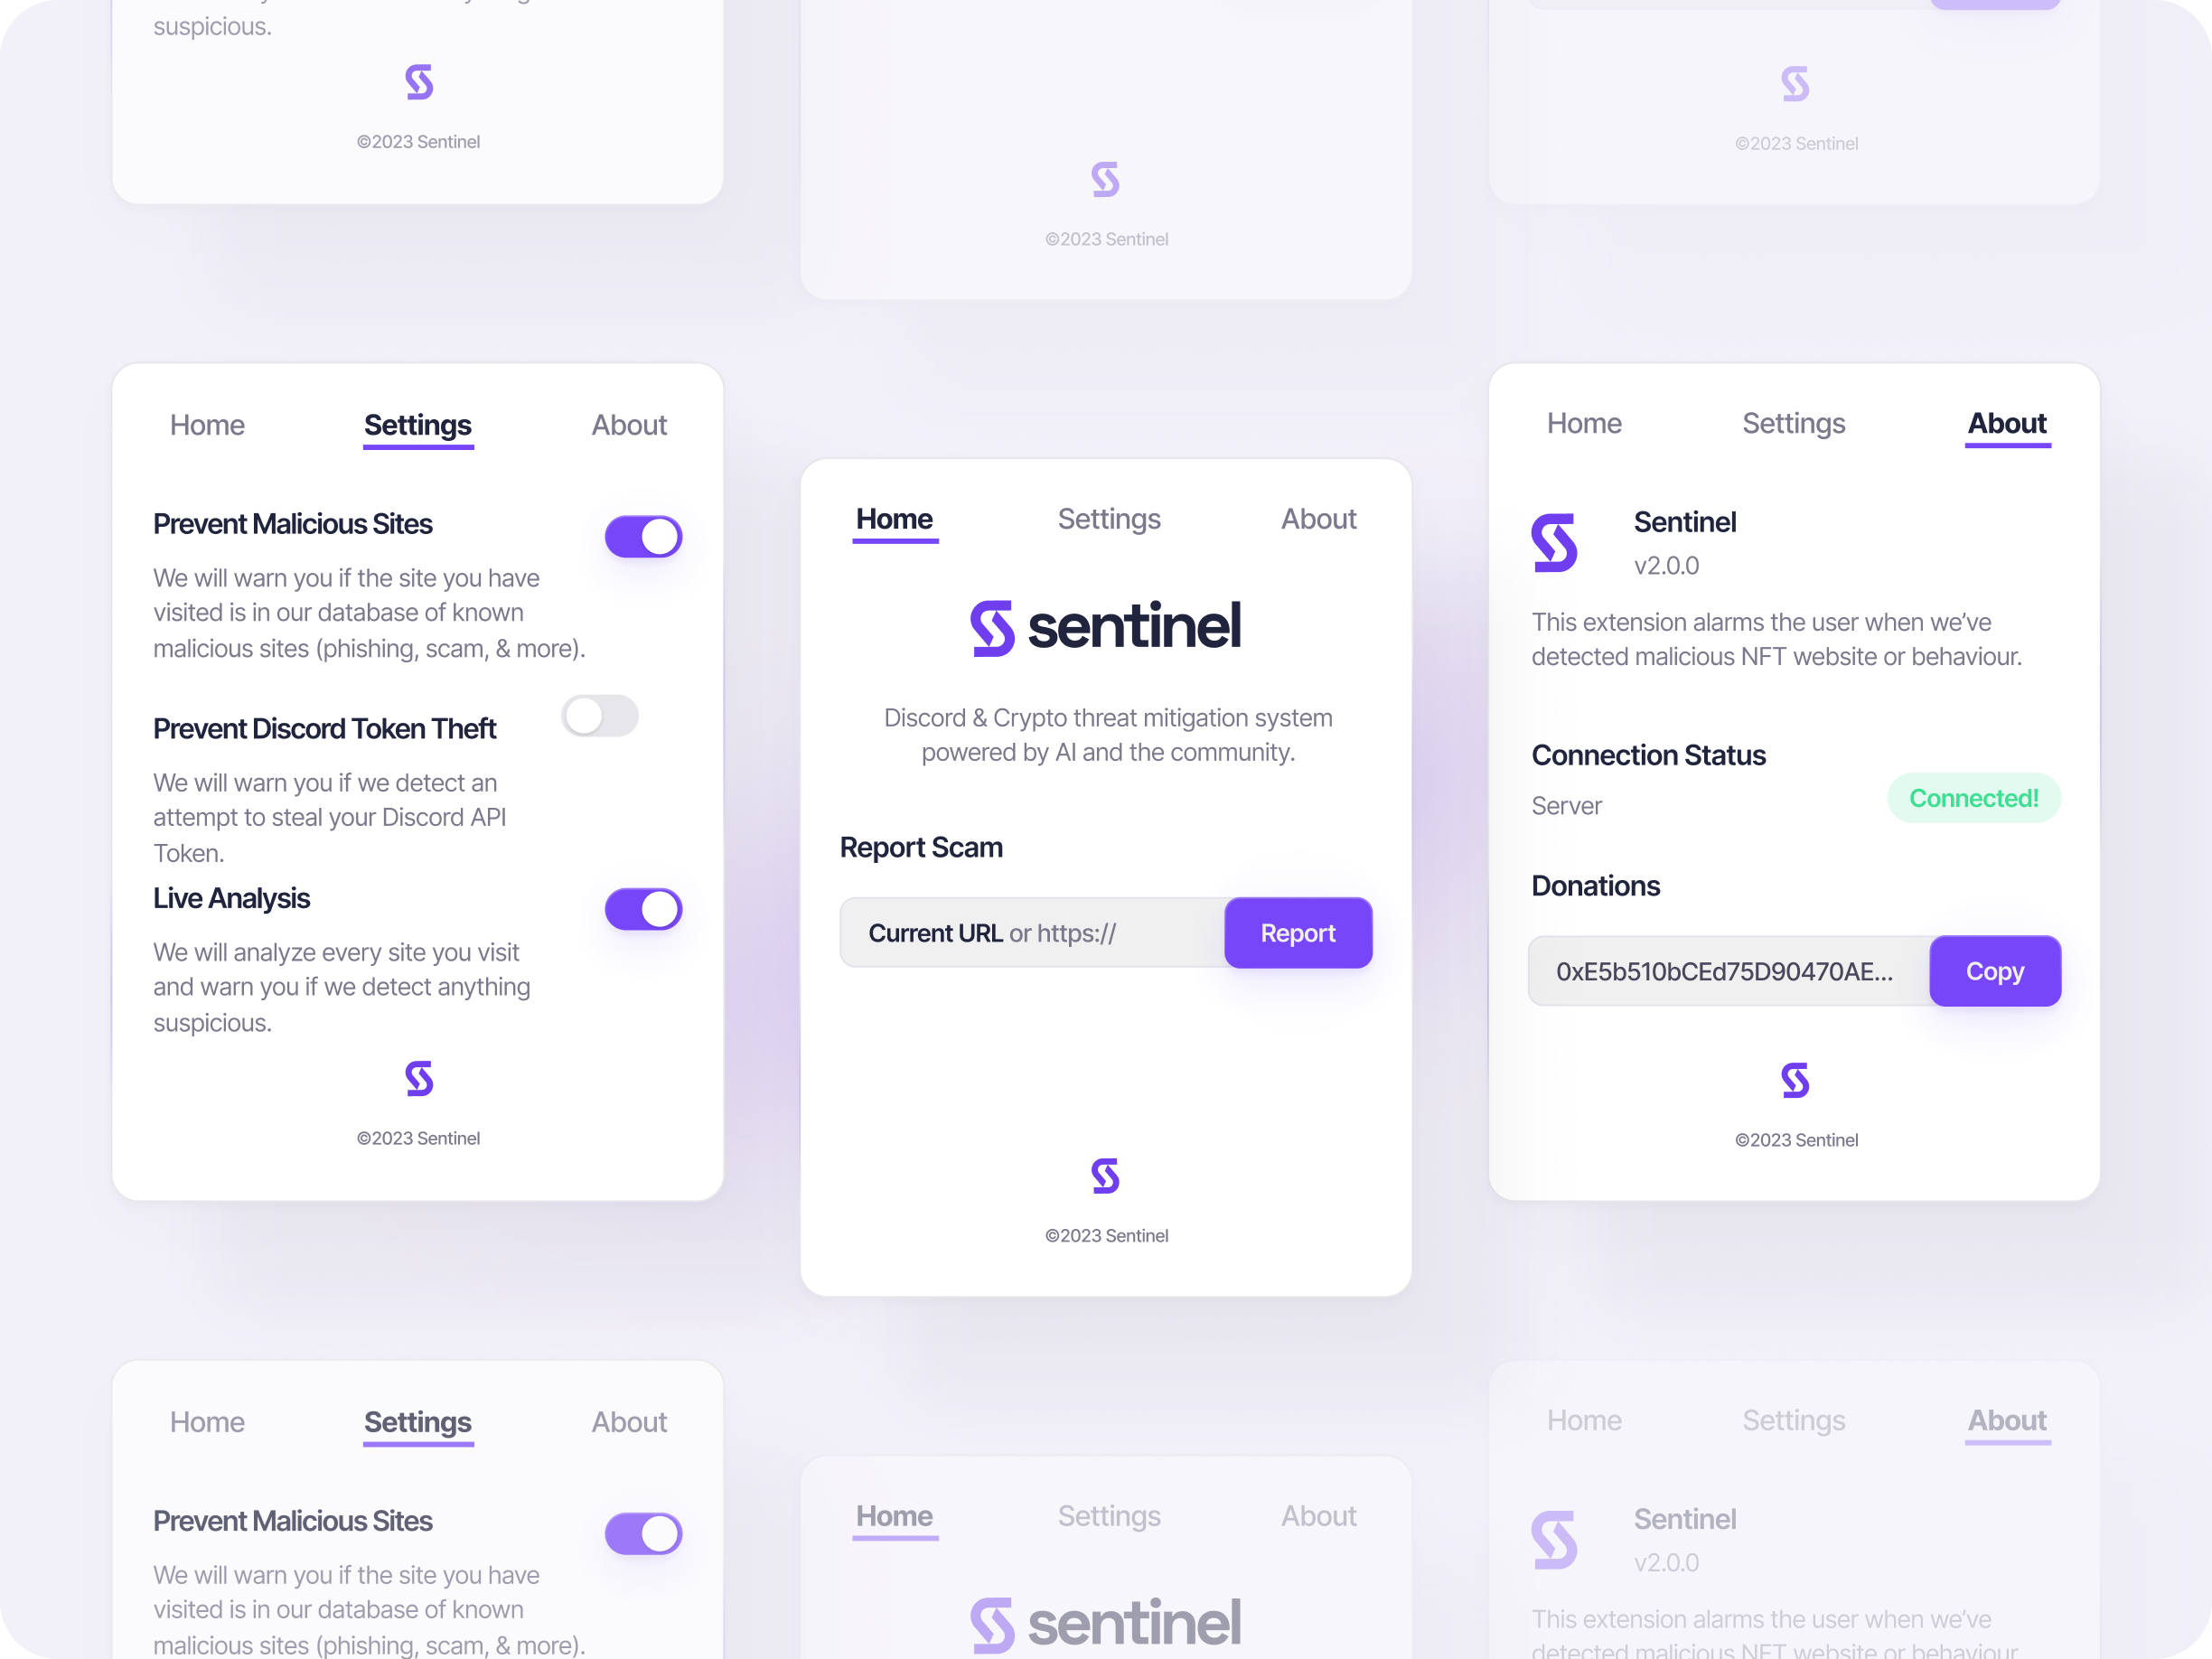 suspicious.
©2023 Sentinel
©2023 Sentinel
©2023 Sentinel
Home Settings About
Prevent Malicious Sites
We will warn you if the site you have
visited is in our database of known
malicious sites (phishing, scam, & more).
Prevent Discord Token Theft
We will warn you if we detect an
attempt to steal your Discord API
Token.
Live Analysis
We will analyze every site you visit
and warn you if we detect anything
suspicious.
©2023 Sentinel
Home Settings About
sentinel
Discord & Crypto threat mitigation system
powered by AI and the community.
Report Scam
Current URL or https://
Report
©2023 Sentinel
Home Settings About
Sentinel
v2.0.0
This extension alarms the user when we’ve
detected malicious NFT website or behaviour.
Connection Status
Server
Connected!
Donations
0xE5b510bCEd75D90470AE...
Copy
©2023 Sentinel
Home Settings About
Prevent Malicious Sites
We will warn you if the site you have
visited is in our database of known
malicious sites (phishing, scam, & more).
Home Settings About
sentinel
Home Settings About
Sentinel
v2.0.0
This extension alarms the user when we’ve
detected malicious NFT website or behaviour